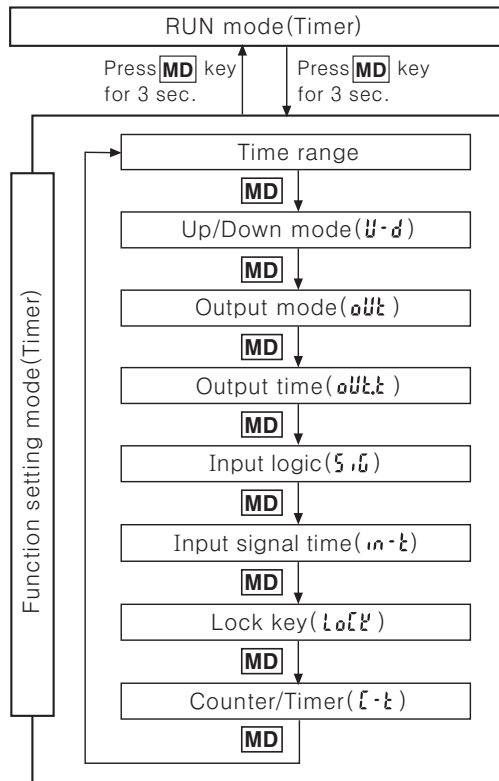 RUN mode(Timer)
Press MD key
for 3 sec.
Press MD key
for 3 sec.
Function setting mode(Timer)
Time range
MD
Up/Down mode(U-d)
MD
Output mode(oUt)
MD
Output time(oUt.t)
MD
Input logic(SiG)
MD
Input signal time(in-t)
MD
Lock key(LoCK)
MD
Counter/Timer(C-t)
MD